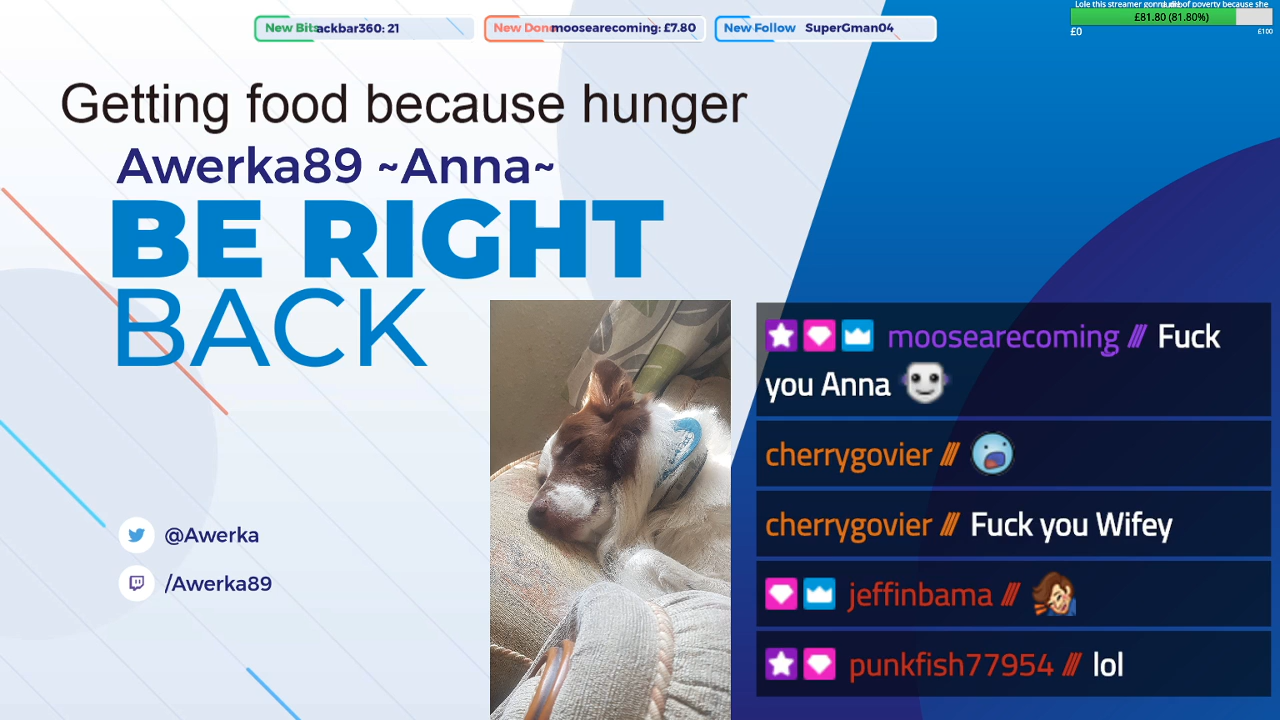 New Bits ackbar360: 21
New Dono moosearecoming: £7.80
New Follow SuperGman04
£81.80 (81.80%)
£0
£100
Getting food because hunger
Awerka89 ~Anna~
BE RIGHT
BACK
@Awerka
/Awerka89
moosearecoming /// Fuck
you Anna
cherrygovier ///
cherrygovier /// Fuck you Wifey
jeffinbama ///
punkfish77954 /// lol